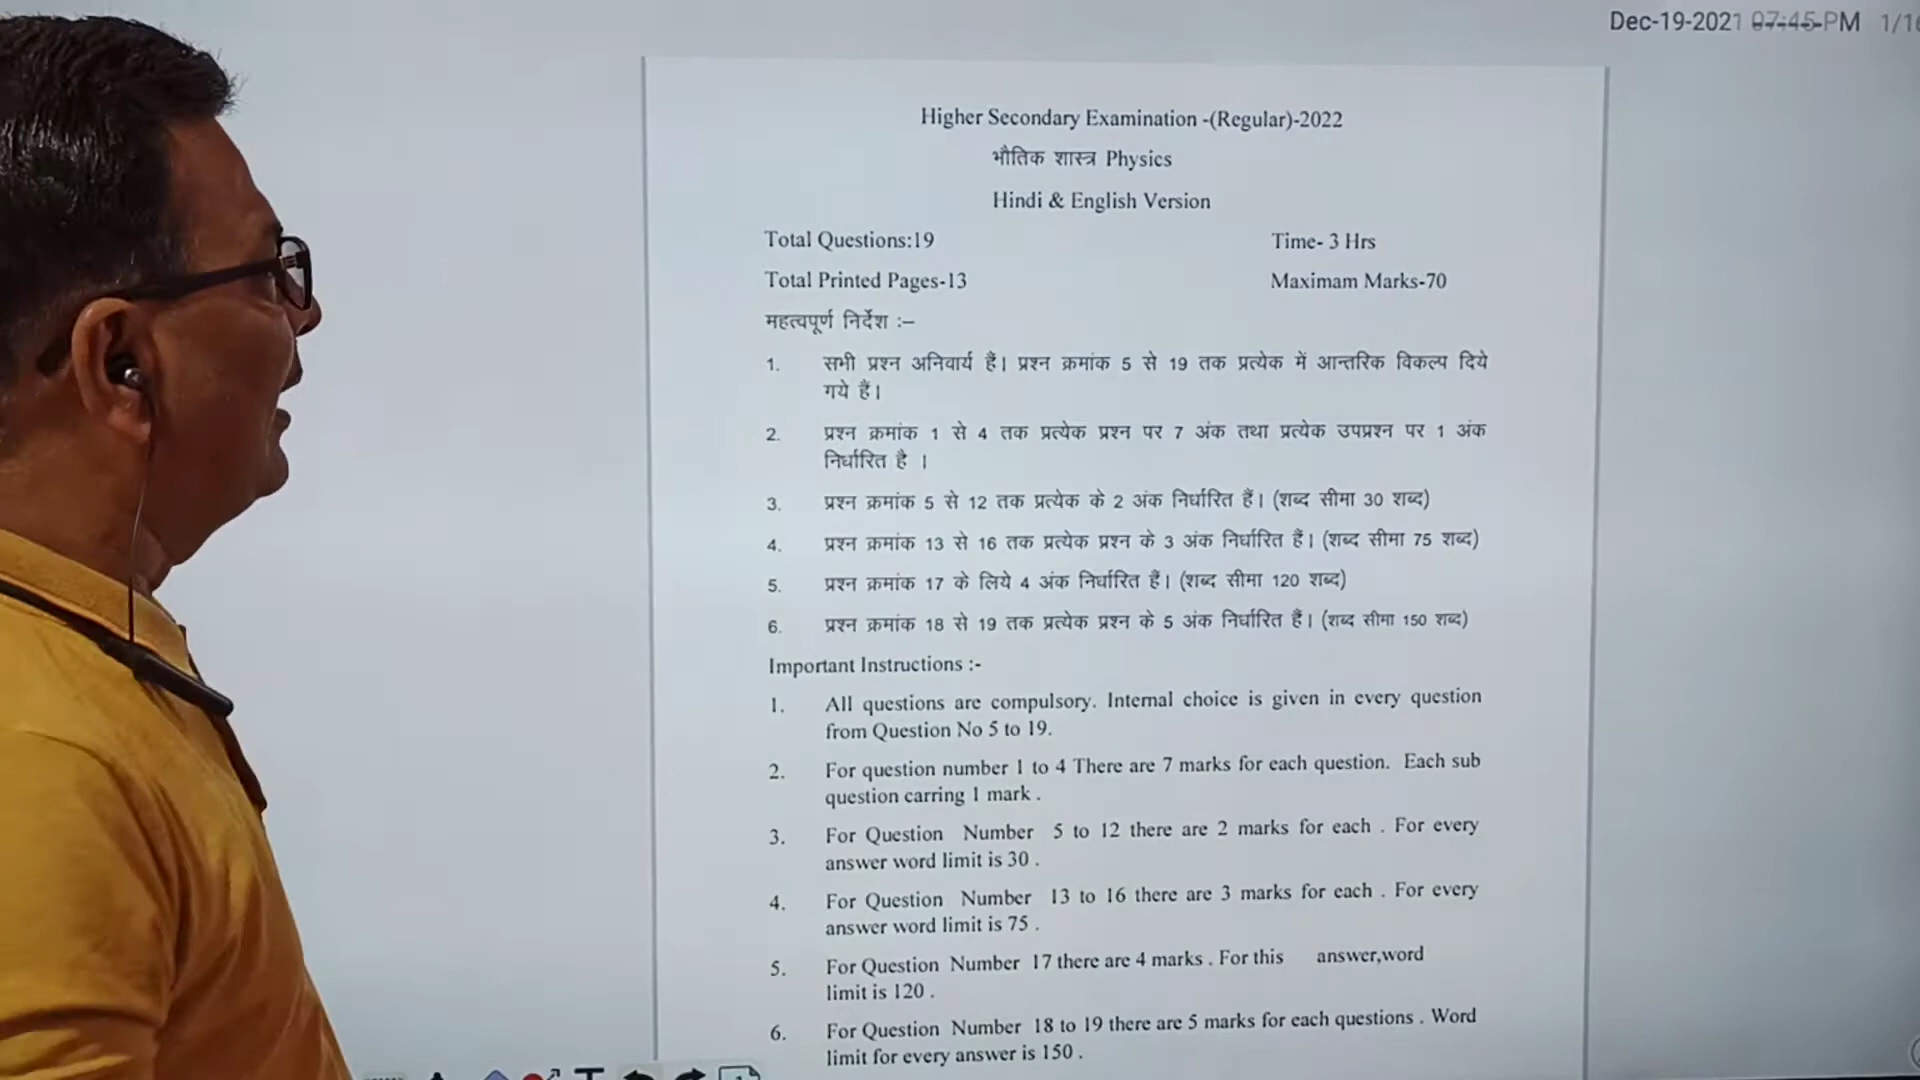 Dec-19-2021 07:45 PM 1/16
Higher Secondary Examination -(Regular)-2022
भौतिक शास्त्र Physics
Hindi & English Version
Total Questions:19 Time- 3 Hrs
Total Printed Pages-13 Maximam Marks-70
महत्वपूर्ण निर्देश :–
1. सभी प्रश्न अनिवार्य हैं। प्रश्न क्रमांक 5 से 19 तक प्रत्येक में आन्तरिक विकल्प दिये
गये हैं।
2. प्रश्न क्रमांक 1 से 4 तक प्रत्येक प्रश्न पर 7 अंक तथा प्रत्येक उपप्रश्न पर 1 अंक
निर्धारित है ।
3. प्रश्न क्रमांक 5 से 12 तक प्रत्येक के 2 अंक निर्धारित हैं। (शब्द सीमा 30 शब्द)
4. प्रश्न क्रमांक 13 से 16 तक प्रत्येक प्रश्न के 3 अंक निर्धारित हैं। (शब्द सीमा 75 शब्द)
5. प्रश्न क्रमांक 17 के लिये 4 अंक निर्धारित हैं। (शब्द सीमा 120 शब्द)
6. प्रश्न क्रमांक 18 से 19 तक प्रत्येक प्रश्न के 5 अंक निर्धारित हैं। (शब्द सीमा 150 शब्द)
Important Instructions :-
1. All questions are compulsory. Internal choice is given in every question
from Question No 5 to 19.
2. For question number 1 to 4 There are 7 marks for each question. Each sub
question carring 1 mark .
3. For Question Number 5 to 12 there are 2 marks for each . For every
answer word limit is 30 .
4. For Question Number 13 to 16 there are 3 marks for each . For every
answer word limit is 75 .
5. For Question Number 17 there are 4 marks . For this answer,word
limit is 120 .
6. For Question Number 18 to 19 there are 5 marks for each questions . Word
limit for every answer is 150 .